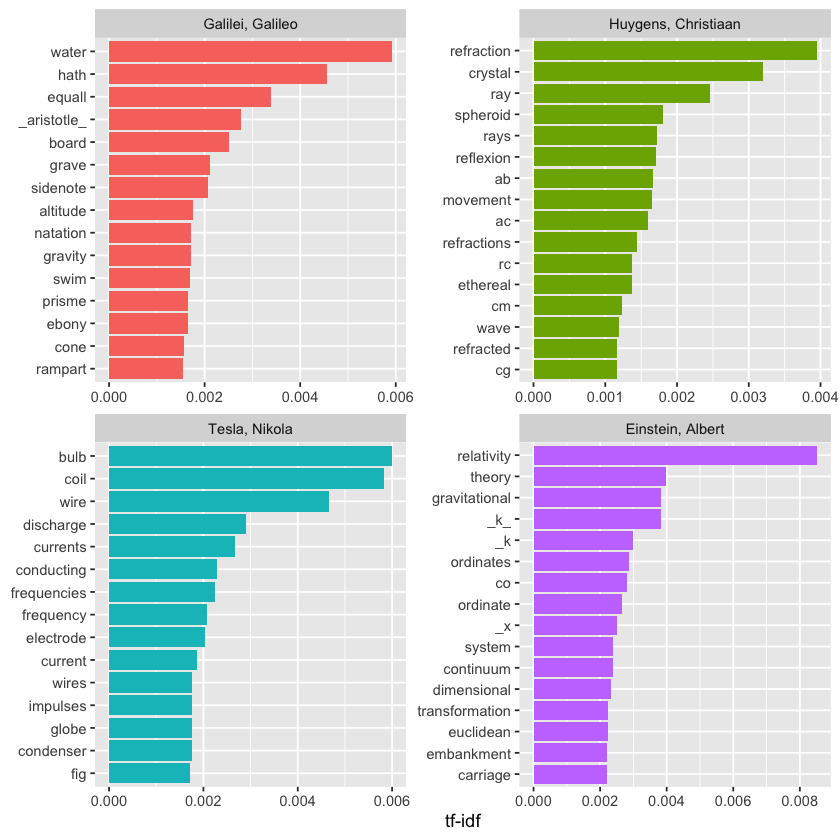 Galilei, Galileo
water
hath
equall
_aristotle_
board
grave
sidenote
altitude
natation
gravity
swim
prisme
ebony
cone
rampart
0.000 0.002 0.004 0.006
Huygens, Christiaan
refraction
crystal
ray
spheroid
rays
reflexion
ab
movement
ac
refractions
rc
ethereal
cm
wave
refracted
cg
0.000 0.001 0.002 0.003 0.004
Tesla, Nikola
bulb
coil
wire
discharge
currents
conducting
frequencies
frequency
electrode
current
wires
impulses
globe
condenser
fig
0.000 0.002 0.004 0.006
Einstein, Albert
relativity
theory
gravitational
_k_
_k
ordinates
co
ordinate
_x
system
continuum
dimensional
transformation
euclidean
embankment
carriage
0.000 0.002 0.004 0.006 0.008
tf-idf